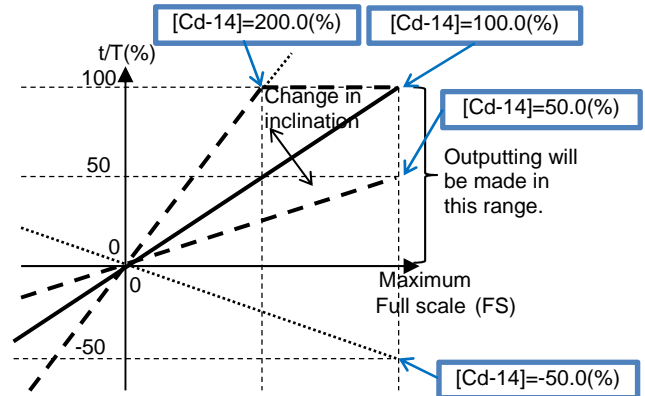 [Cd-14]=200.0(%)
[Cd-14]=100.0(%)
t/T(%)
100
Change in
inclination
[Cd-14]=50.0(%)
50
Outputting will
be made in
this range.
0
0
Maximum
Full scale (FS)
-50
[Cd-14]=-50.0(%)